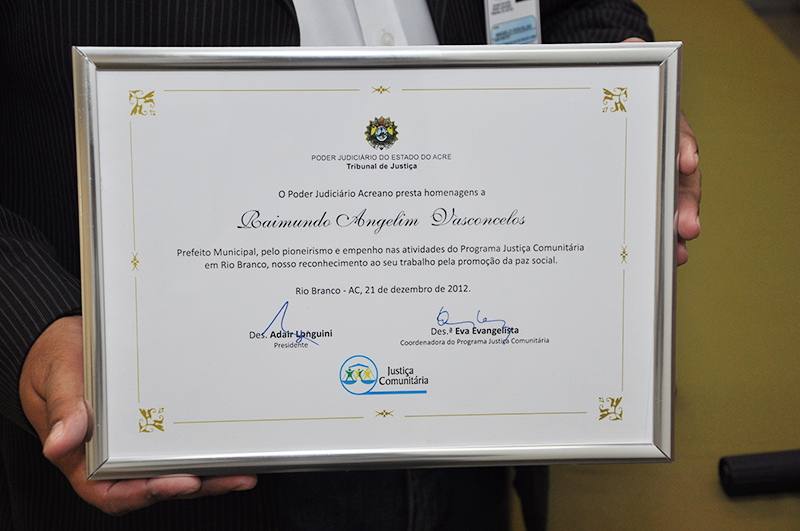 PODER JUDICIÁRIO DO ESTADO DO ACRE
Tribunal de Justiça
O Poder Judiciário Acreano presta homenagens a
Raimundo Angelim Vasconcelos
Prefeito Municipal, pelo pioneirismo e empenho nas atividades do Programa Justiça Comunitária
em Rio Branco, nosso reconhecimento ao seu trabalho pela promoção da paz social.
Rio Branco - AC, 21 de dezembro de 2012.
Des. Adair Longuini
Presidente
Des.ª Eva Evangelista
Coordenadora do Programa Justiça Comunitária
Justiça
Comunitária